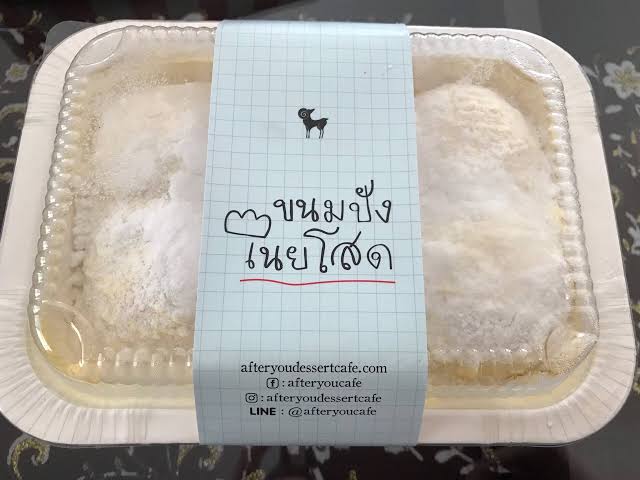 ขนมปัง
เนยโสด
afteryoudessertcafe.com
: afteryoucafe
: afteryoudessertcafe
LINE : @afteryoucafe